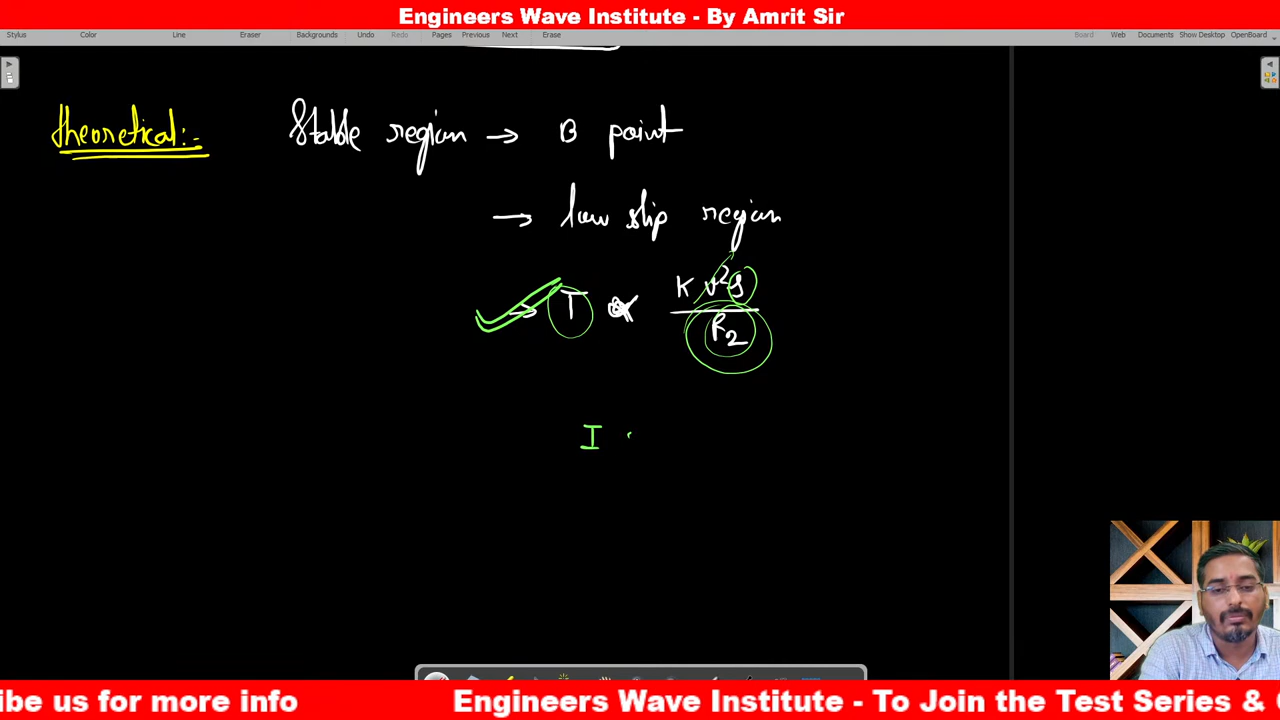 Engineers Wave Institute - By Amrit Sir
Stylus Color Line Eraser Backgrounds Undo Redo Pages Previous Next Erase Board Web Documents Show Desktop OpenBoard
Theoretical:- Stable region → B point
→ low slip region
→ T ∝ K V²S
R₂
I
ibe us for more info Engineers Wave Institute - To Join the Test Series &